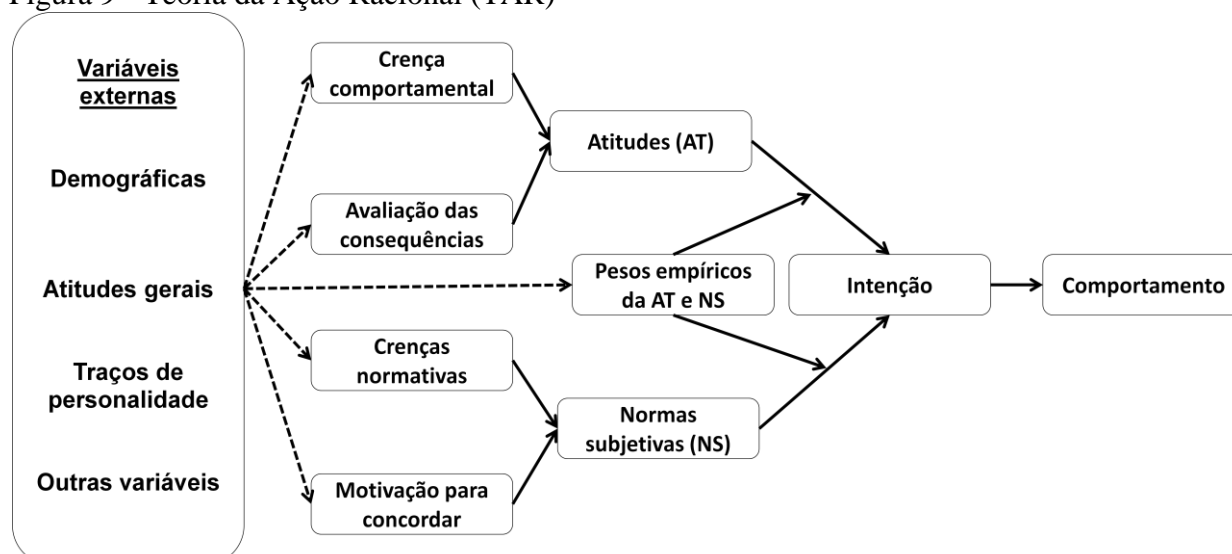 Figura 9 - Teoria da Ação Racional (TAR)
Variáveis
externas
Demográficas
Atitudes gerais
Traços de
personalidade
Outras variáveis
Crença
comportamental
Avaliação das
consequências
Crenças
normativas
Motivação para
concordar
Atitudes (AT)
Pesos empíricos
da AT e NS
Normas
subjetivas (NS)
Intenção
Comportamento